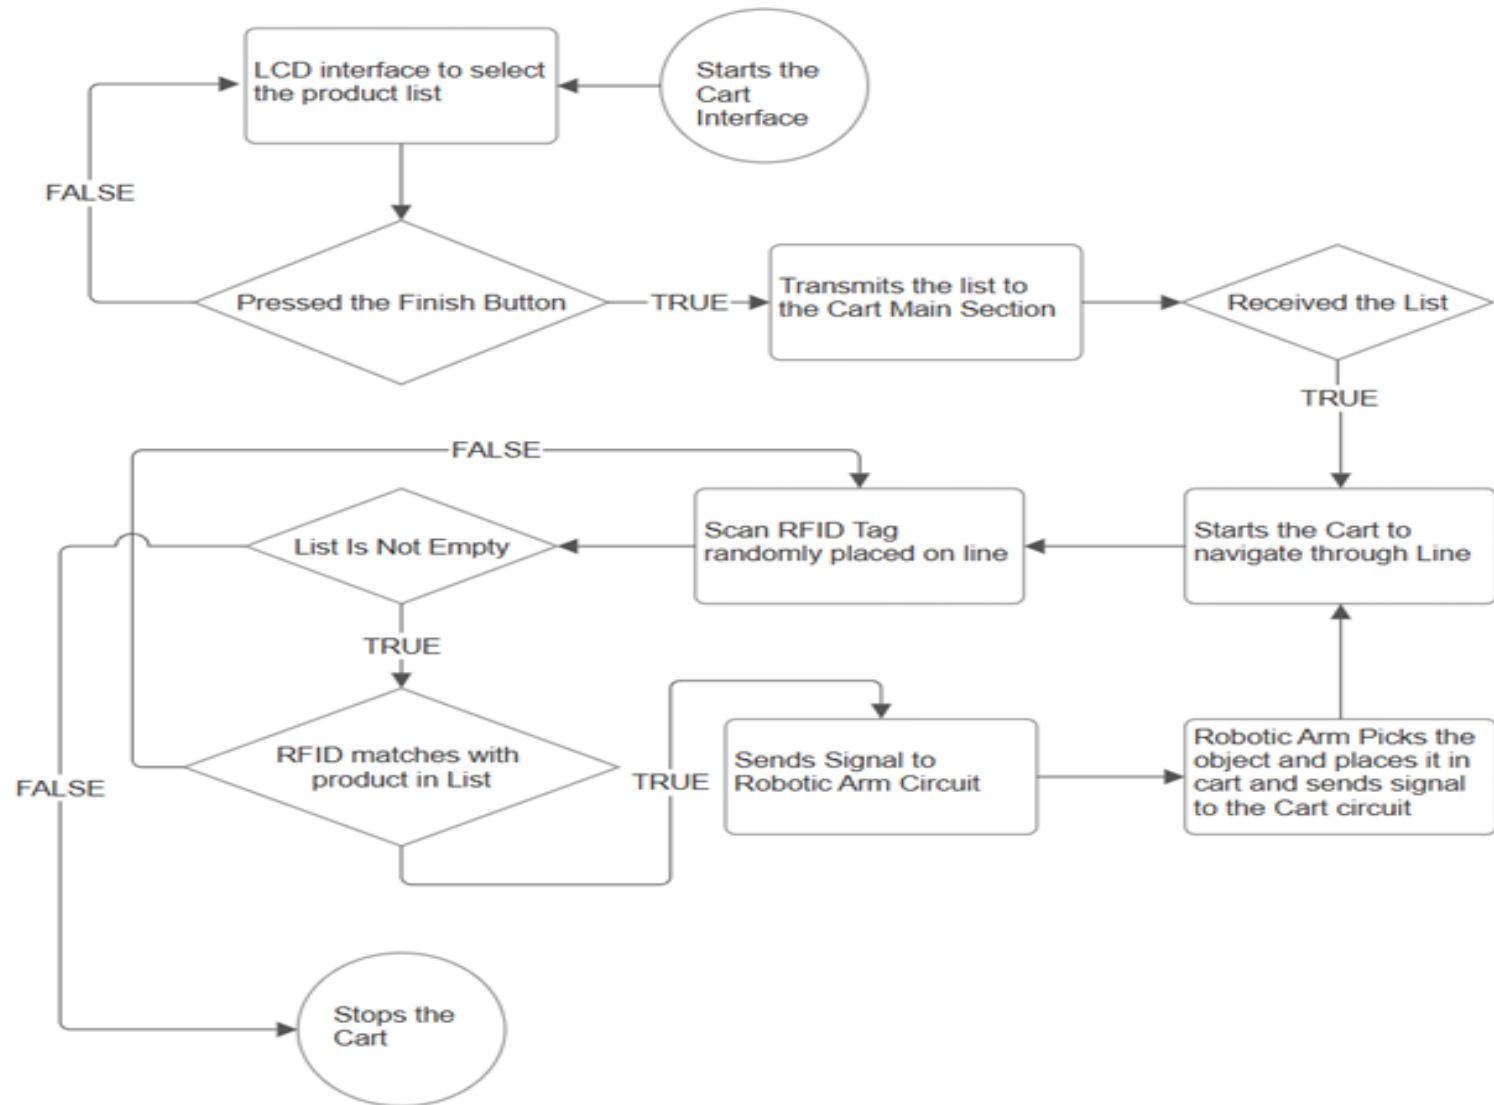 LCD interface to select
the product list
Starts the
Cart
Interface
FALSE
Pressed the Finish Button
TRUE
Transmits the list to
the Cart Main Section
Received the List
TRUE
FALSE
List Is Not Empty
Scan RFID Tag
randomly placed on line
Starts the Cart to
navigate through Line
TRUE
RFID matches with
product in List
TRUE
Sends Signal to
Robotic Arm Circuit
Robotic Arm Picks the
object and places it in
cart and sends signal
to the Cart circuit
FALSE
Stops the
Cart